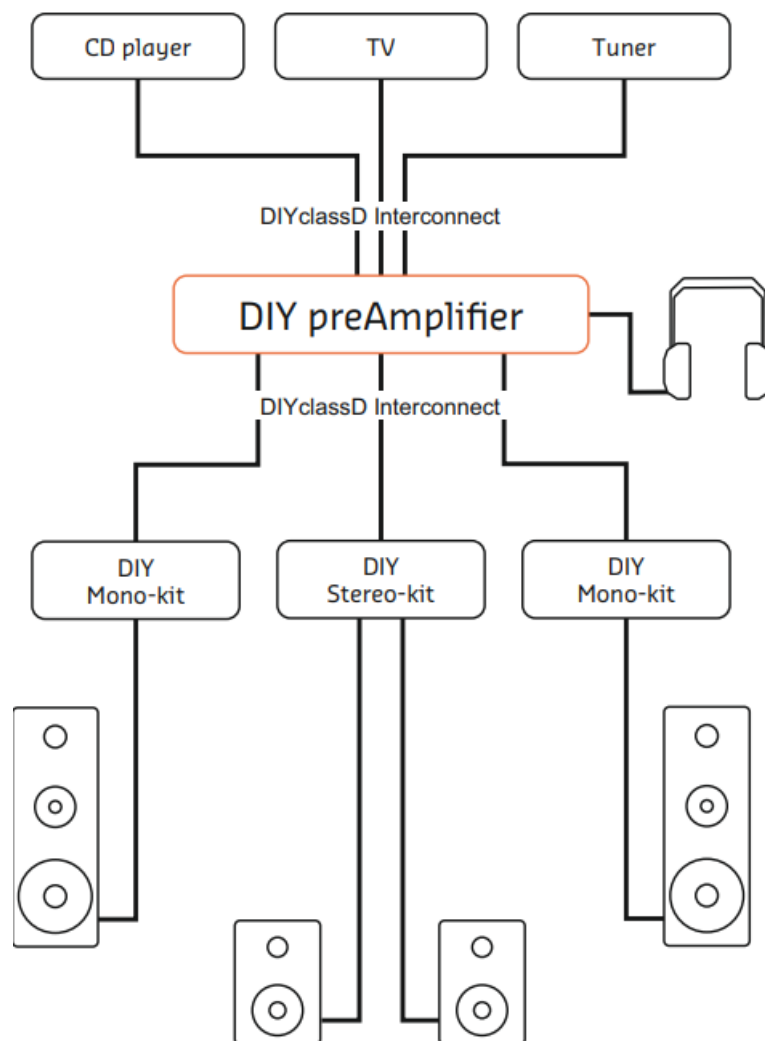 CD player
TV
Tuner
DIYclassD Interconnect
DIY preAmplifier
DIYclassD Interconnect
DIY
Mono-kit
DIY
Stereo-kit
DIY
Mono-kit